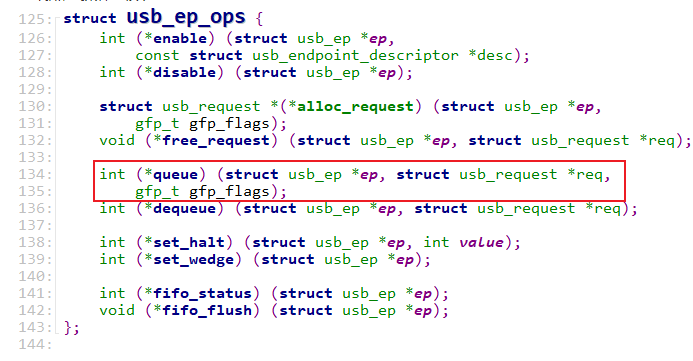 125: struct usb_ep_ops {
126:     int (*enable) (struct usb_ep *ep,
127:         const struct usb_endpoint_descriptor *desc);
128:     int (*disable) (struct usb_ep *ep);
129:
130:     struct usb_request *(*alloc_request) (struct usb_ep *ep,
131:         gfp_t gfp_flags);
132:     void (*free_request) (struct usb_ep *ep, struct usb_request *req);
133:
134:     int (*queue) (struct usb_ep *ep, struct usb_request *req,
135:         gfp_t gfp_flags);
136:     int (*dequeue) (struct usb_ep *ep, struct usb_request *req);
137:
138:     int (*set_halt) (struct usb_ep *ep, int value);
139:     int (*set_wedge) (struct usb_ep *ep);
140:
141:     int (*fifo_status) (struct usb_ep *ep);
142:     void (*fifo_flush) (struct usb_ep *ep);
143: };
144: